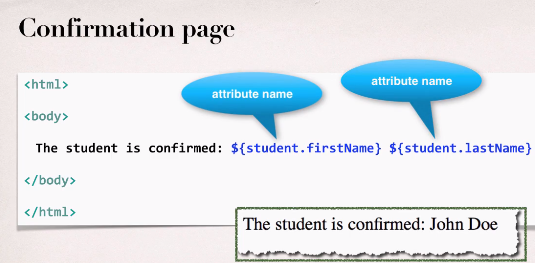 Confirmation page
attribute name
attribute name
<html>
<body>
The student is confirmed: ${student.firstName} ${student.lastName}
</body>
</html>
The student is confirmed: John Doe